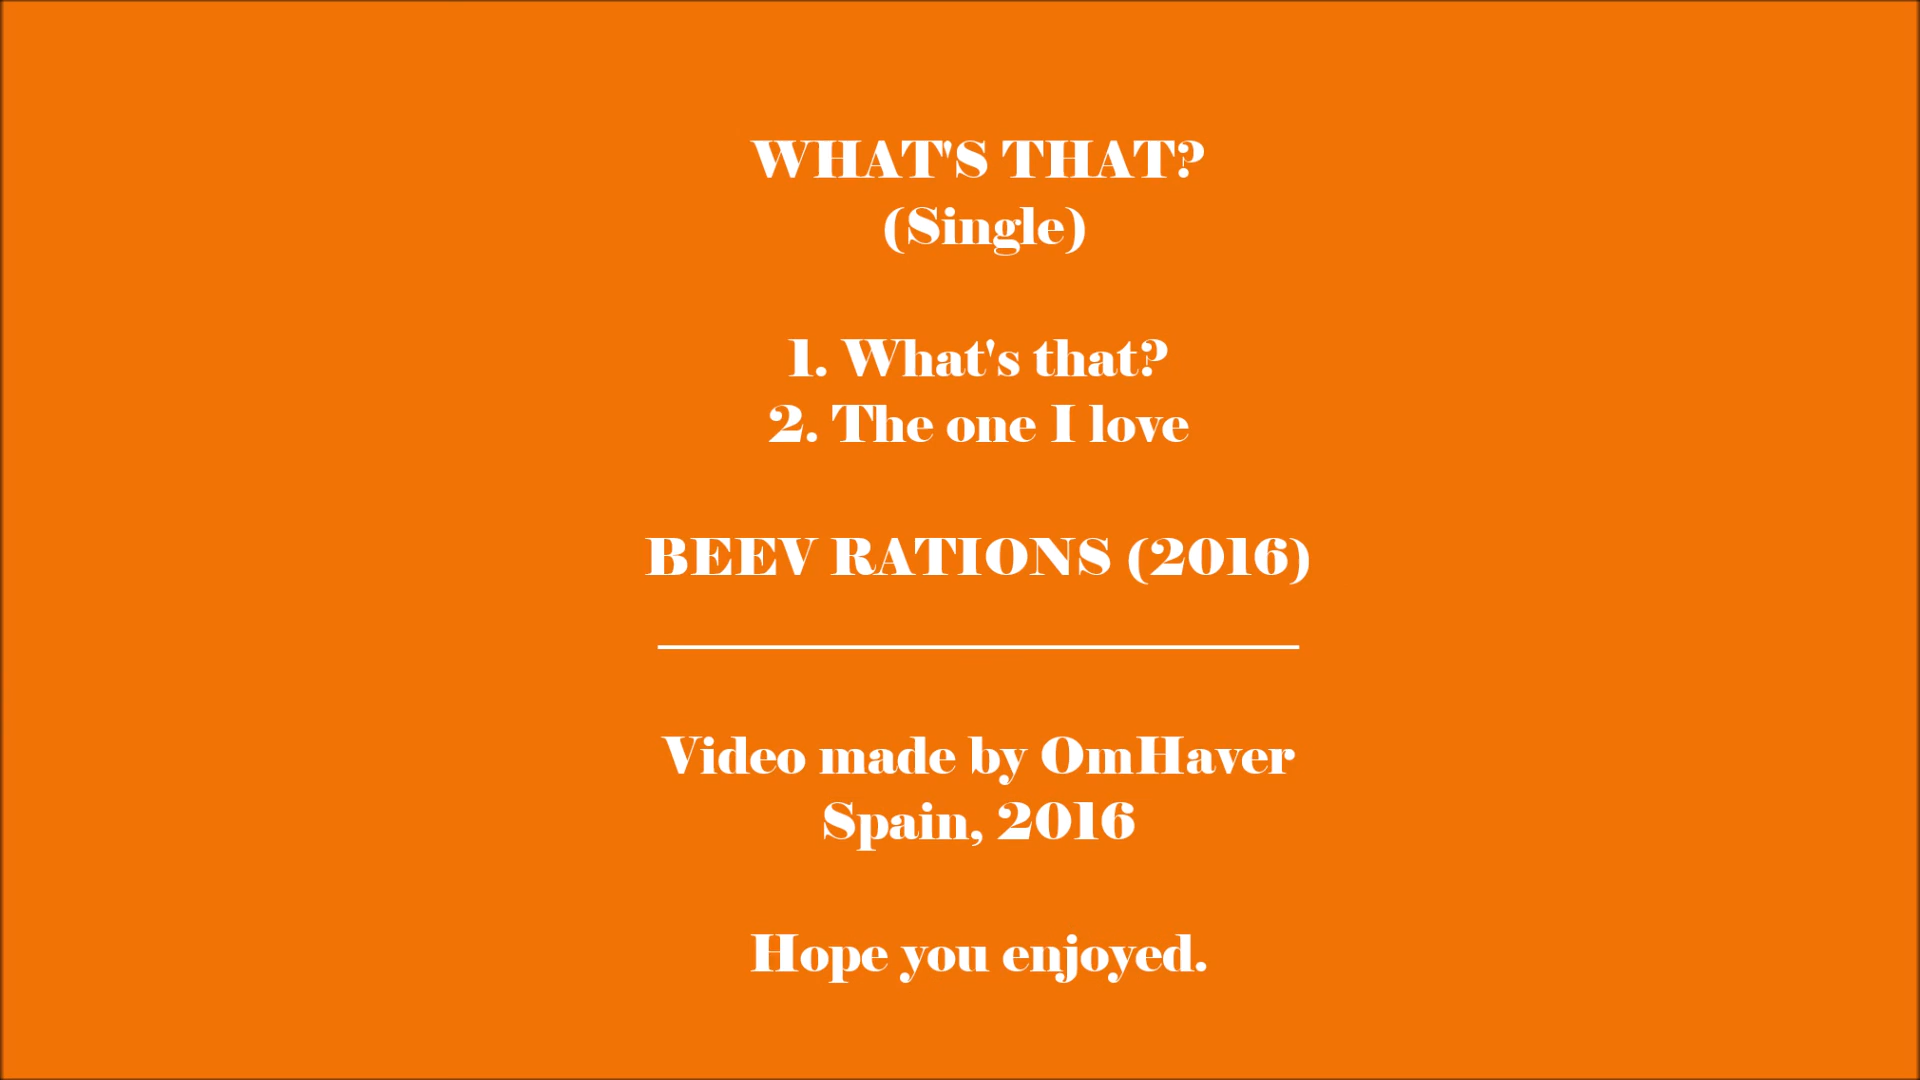 WHAT'S THAT?
(Single)
1. What's that?
2. The one I love
BEEV RATIONS (2016)
Video made by OmHaver
Spain, 2016
Hope you enjoyed.